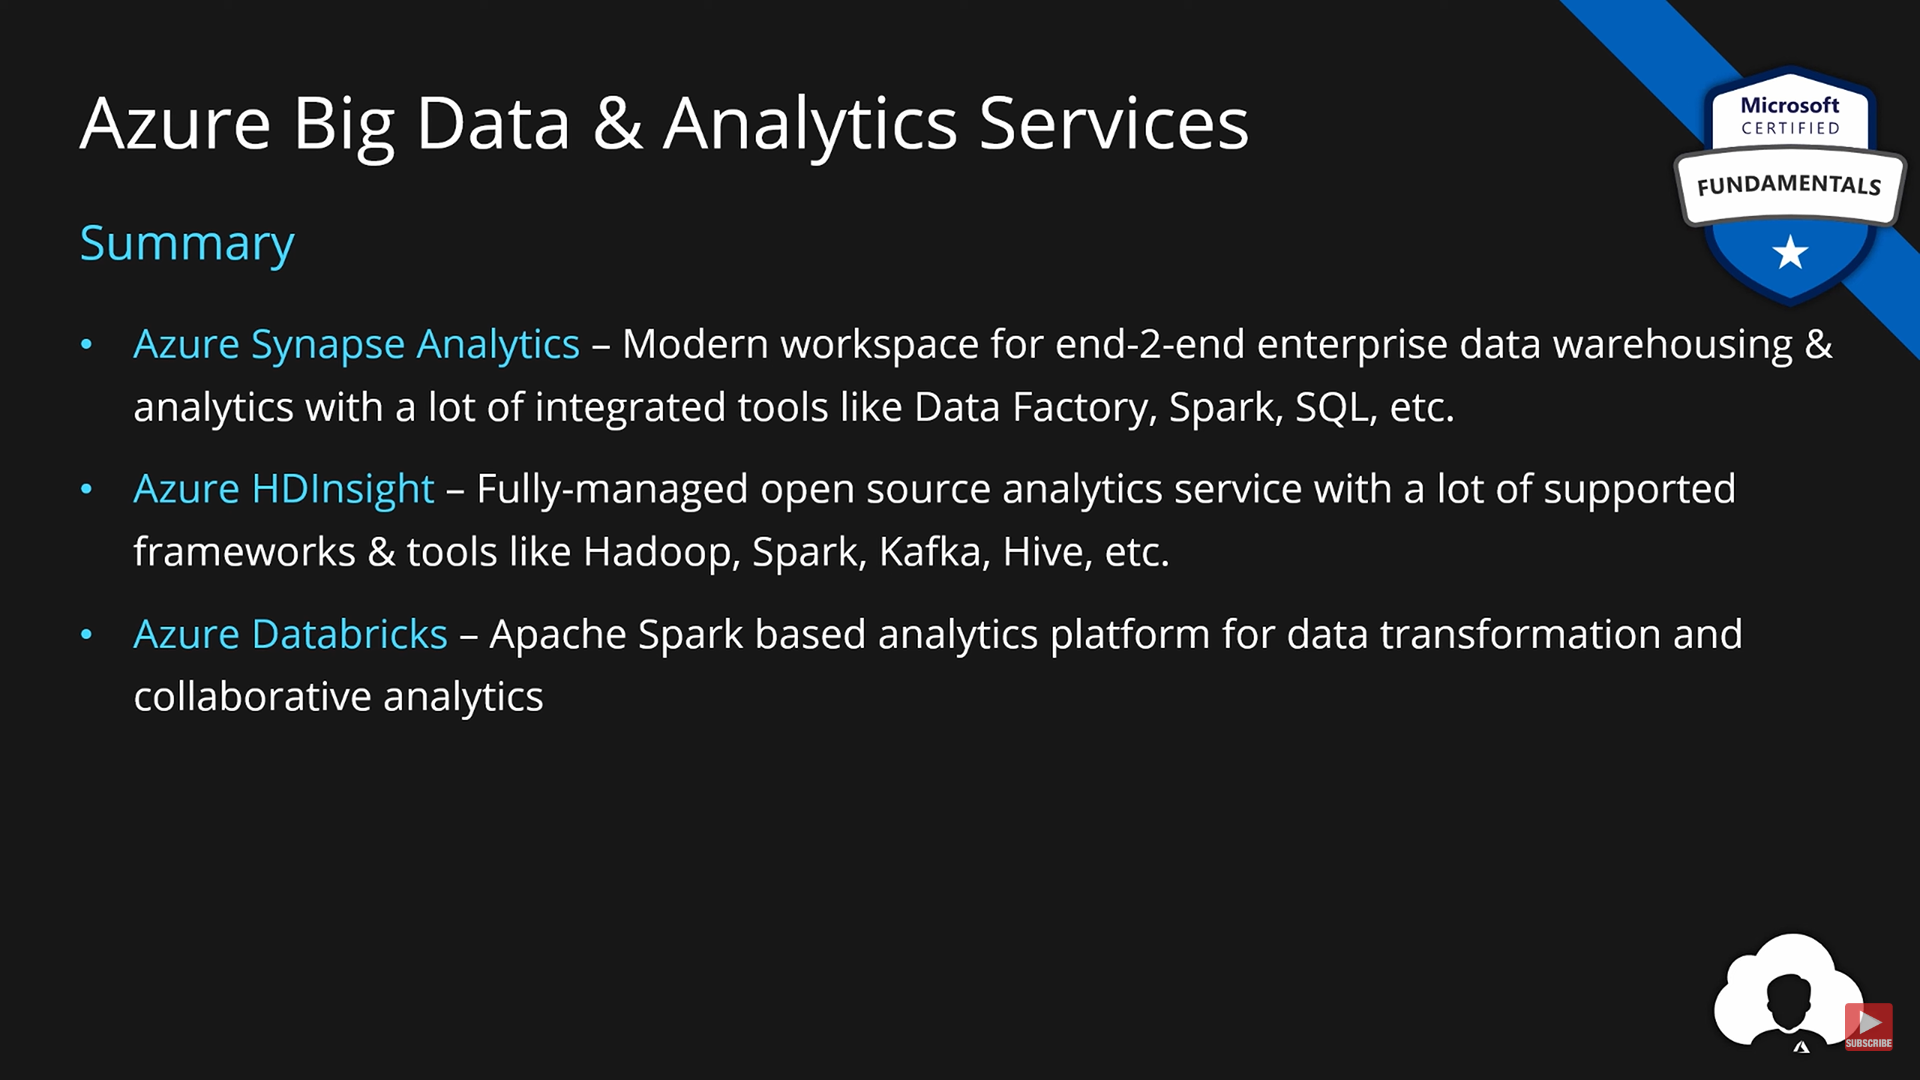 Azure Big Data & Analytics Services
Microsoft
CERTIFIED
FUNDAMENTALS
Summary
• Azure Synapse Analytics – Modern workspace for end-2-end enterprise data warehousing &
analytics with a lot of integrated tools like Data Factory, Spark, SQL, etc.
• Azure HDInsight – Fully-managed open source analytics service with a lot of supported
frameworks & tools like Hadoop, Spark, Kafka, Hive, etc.
• Azure Databricks – Apache Spark based analytics platform for data transformation and
collaborative analytics
SUBSCRIBE